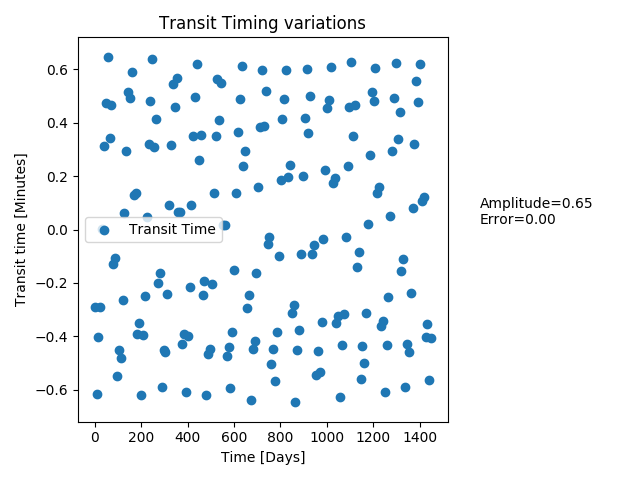 Transit Timing variations
Transit time [Minutes]
0.6
0.4
0.2
0.0
−0.2
−0.4
−0.6
Transit Time
Amplitude=0.65
Error=0.00
0
200
400
600
800
1000
1200
1400
Time [Days]